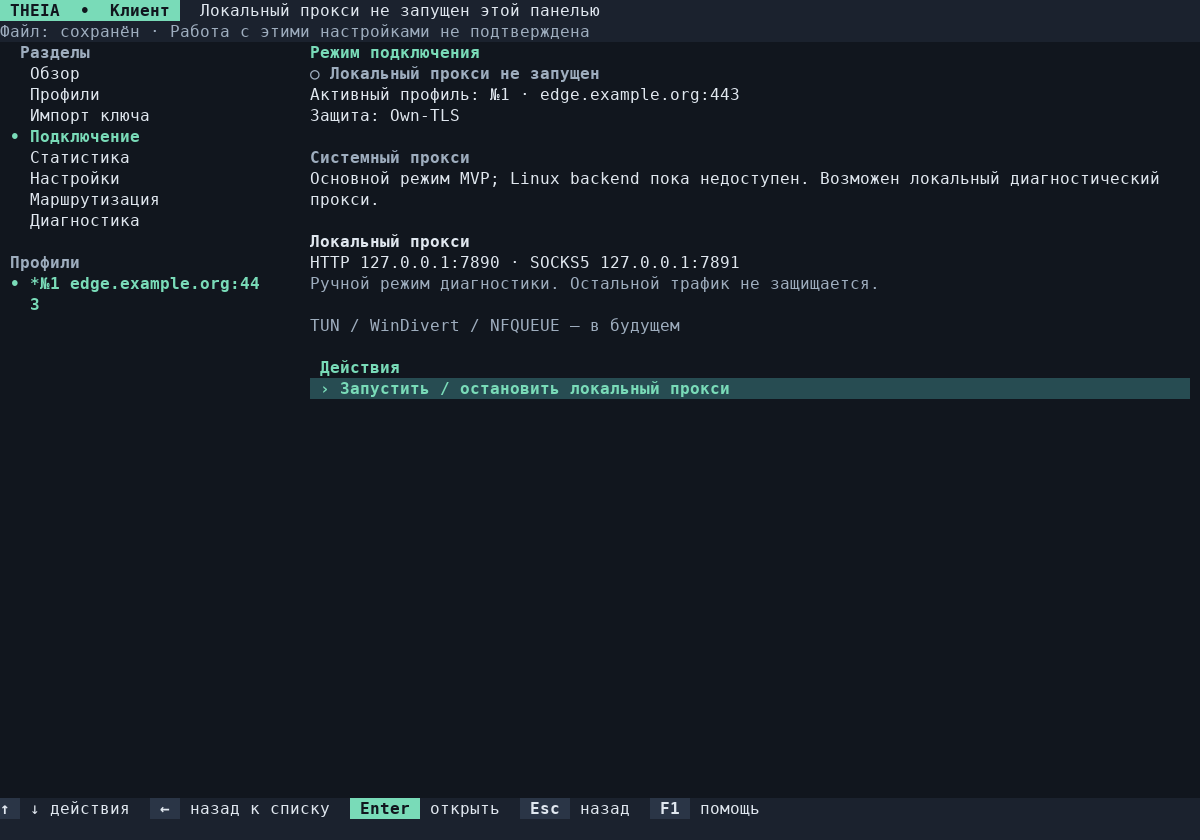 THEIA • Клиент Локальный прокси не запущен этой панелью
Файл: сохранён · Работа с этими настройками не подтверждена
Разделы
Обзор
Профили
Импорт ключа
• Подключение
Статистика
Настройки
Маршрутизация
Диагностика
Профили
• *№1 edge.example.org:44
3
Режим подключения
○ Локальный прокси не запущен
Активный профиль: №1 · edge.example.org:443
Защита: Own-TLS
Системный прокси
Основной режим MVP; Linux backend пока недоступен. Возможен локальный диагностический
прокси.
Локальный прокси
HTTP 127.0.0.1:7890 · SOCKS5 127.0.0.1:7891
Ручной режим диагностики. Остальной трафик не защищается.
TUN / WinDivert / NFQUEUE — в будущем
Действия
› Запустить / остановить локальный прокси
↑ ↓ действия ← назад к списку Enter открыть Esc назад F1 помощь